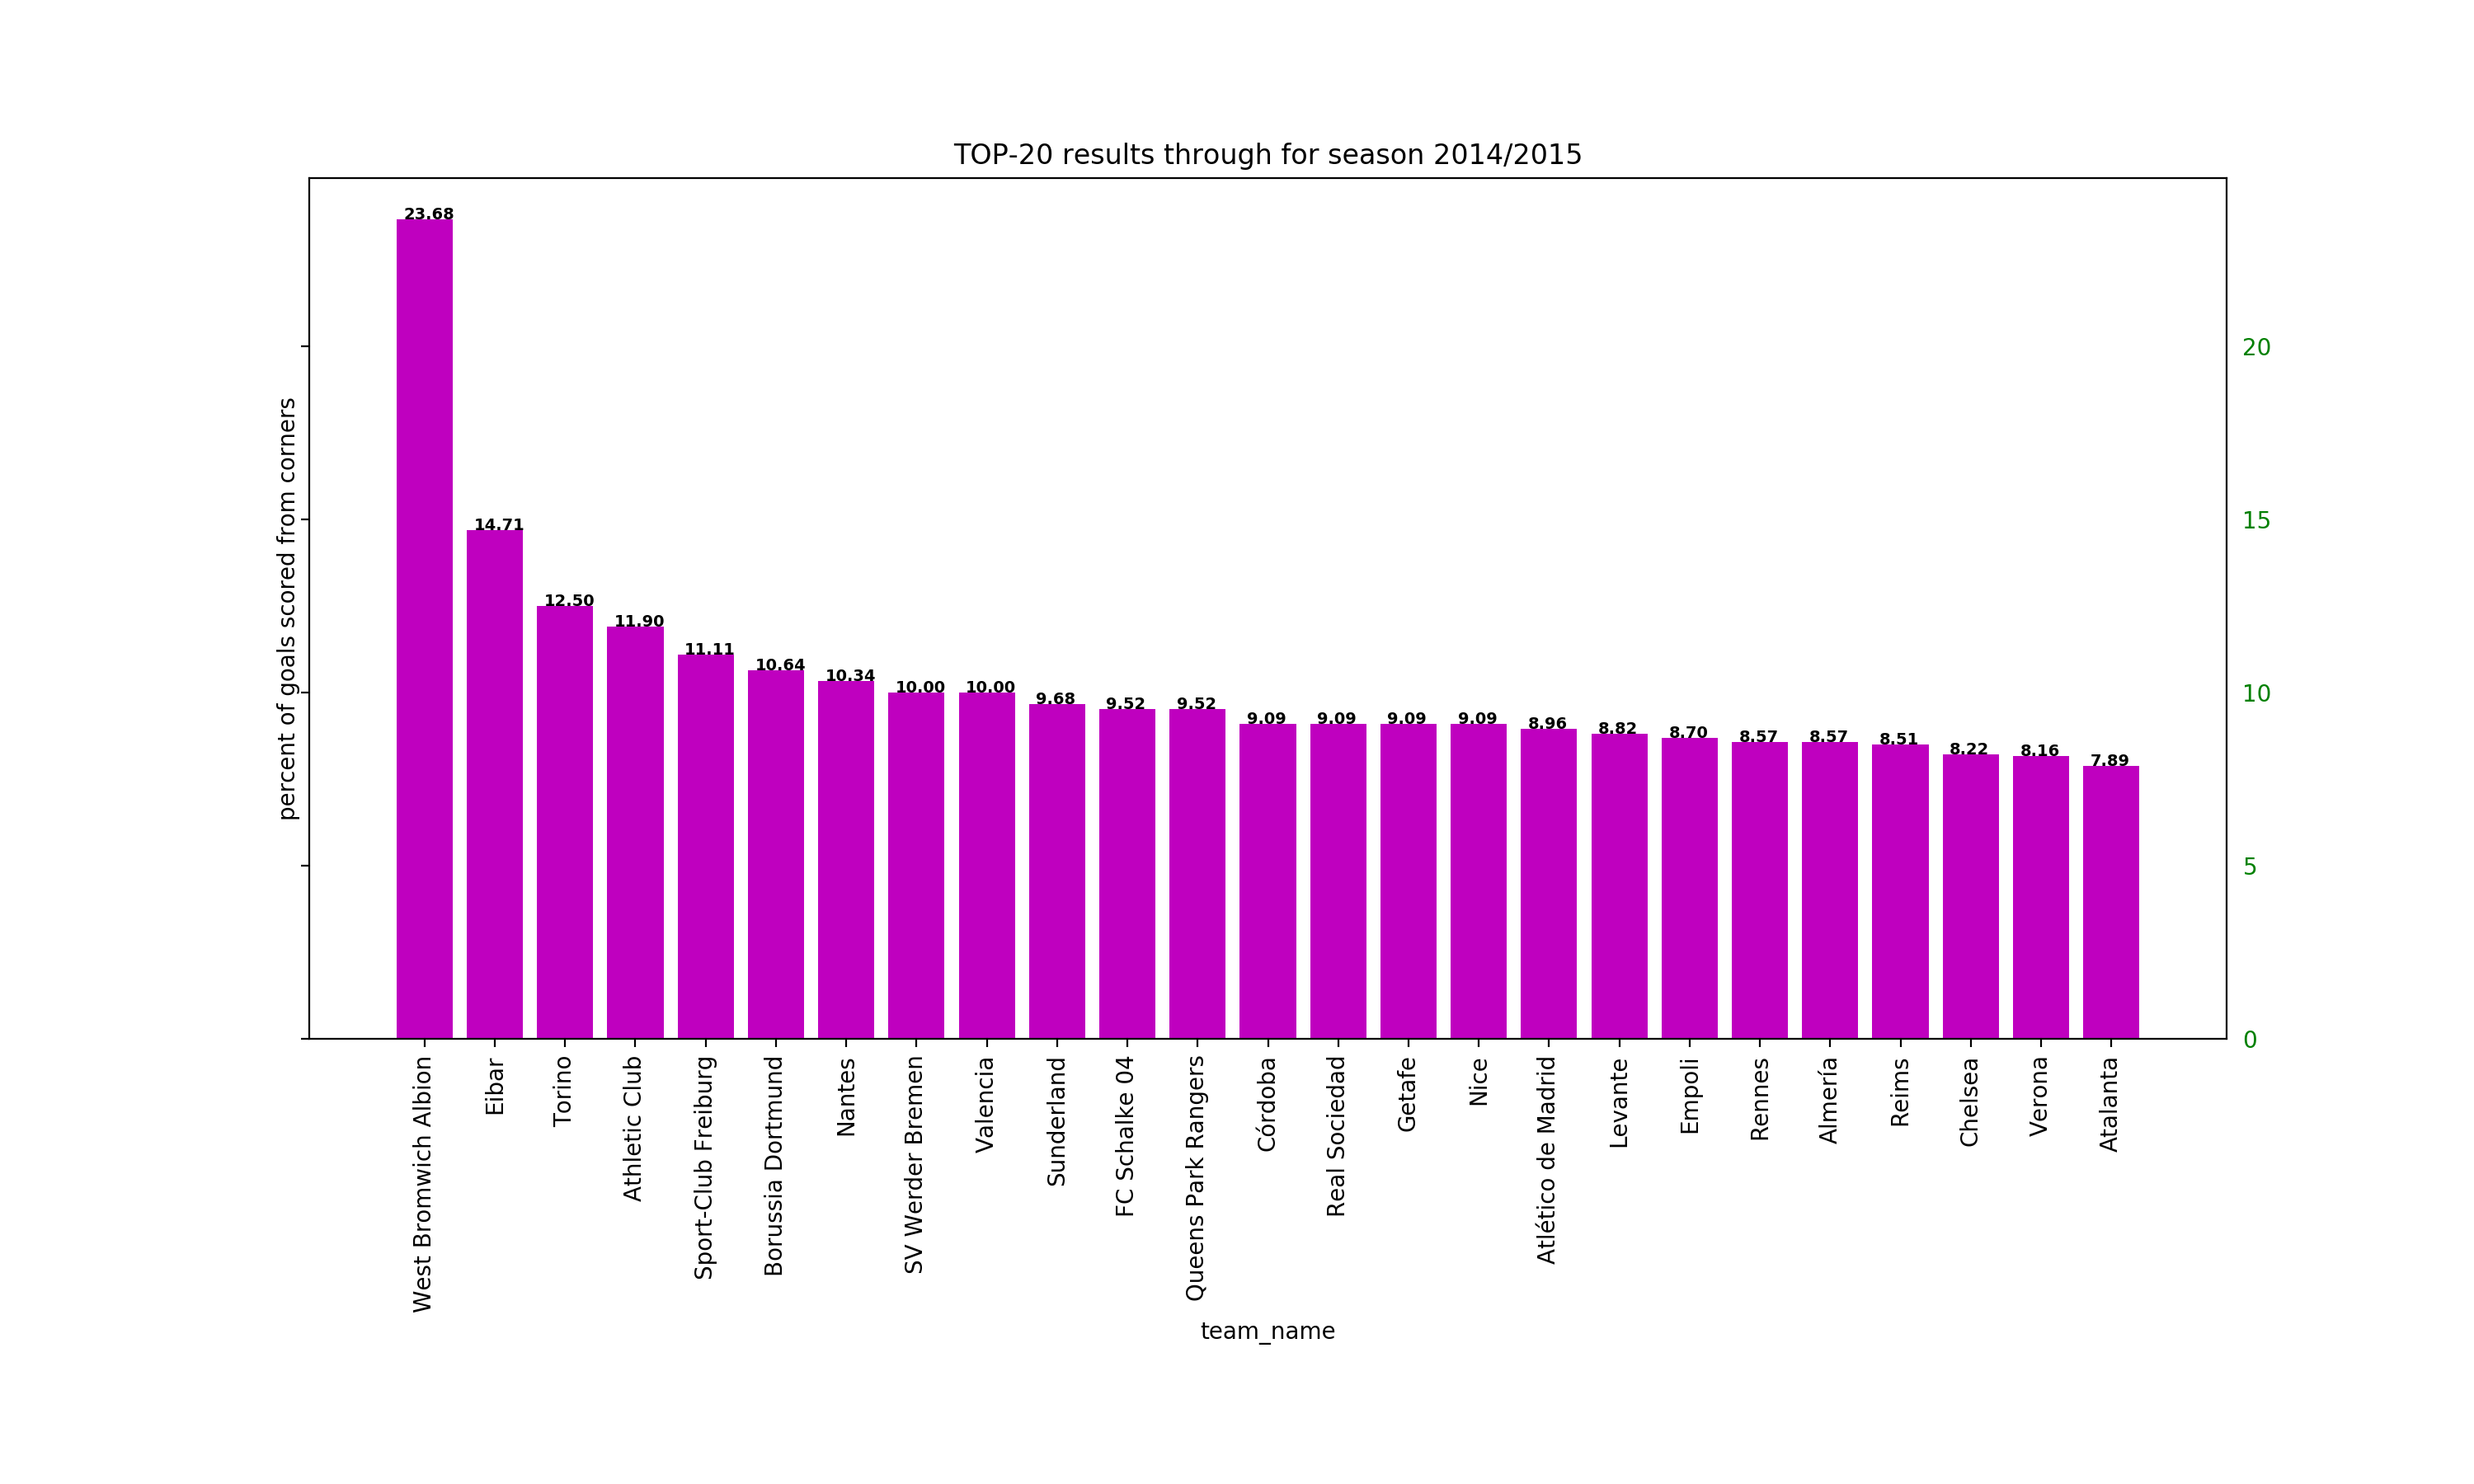 TOP-20 results through for season 2014/2015
percent of goals scored from corners
23.68
14.71
12.50
11.90
11.11
10.64
10.34
10.00
10.00
9.68
9.52
9.52
9.09
9.09
9.09
9.09
8.96
8.82
8.70
8.57
8.57
8.51
8.22
8.16
7.89
20
15
10
5
0
West Bromwich Albion
Eibar
Torino
Athletic Club
Sport-Club Freiburg
Borussia Dortmund
Nantes
SV Werder Bremen
Valencia
Sunderland
FC Schalke 04
Queens Park Rangers
Córdoba
Real Sociedad
Getafe
Nice
Atlético de Madrid
Levante
Empoli
Rennes
Almería
Reims
Chelsea
Verona
Atalanta
team_name